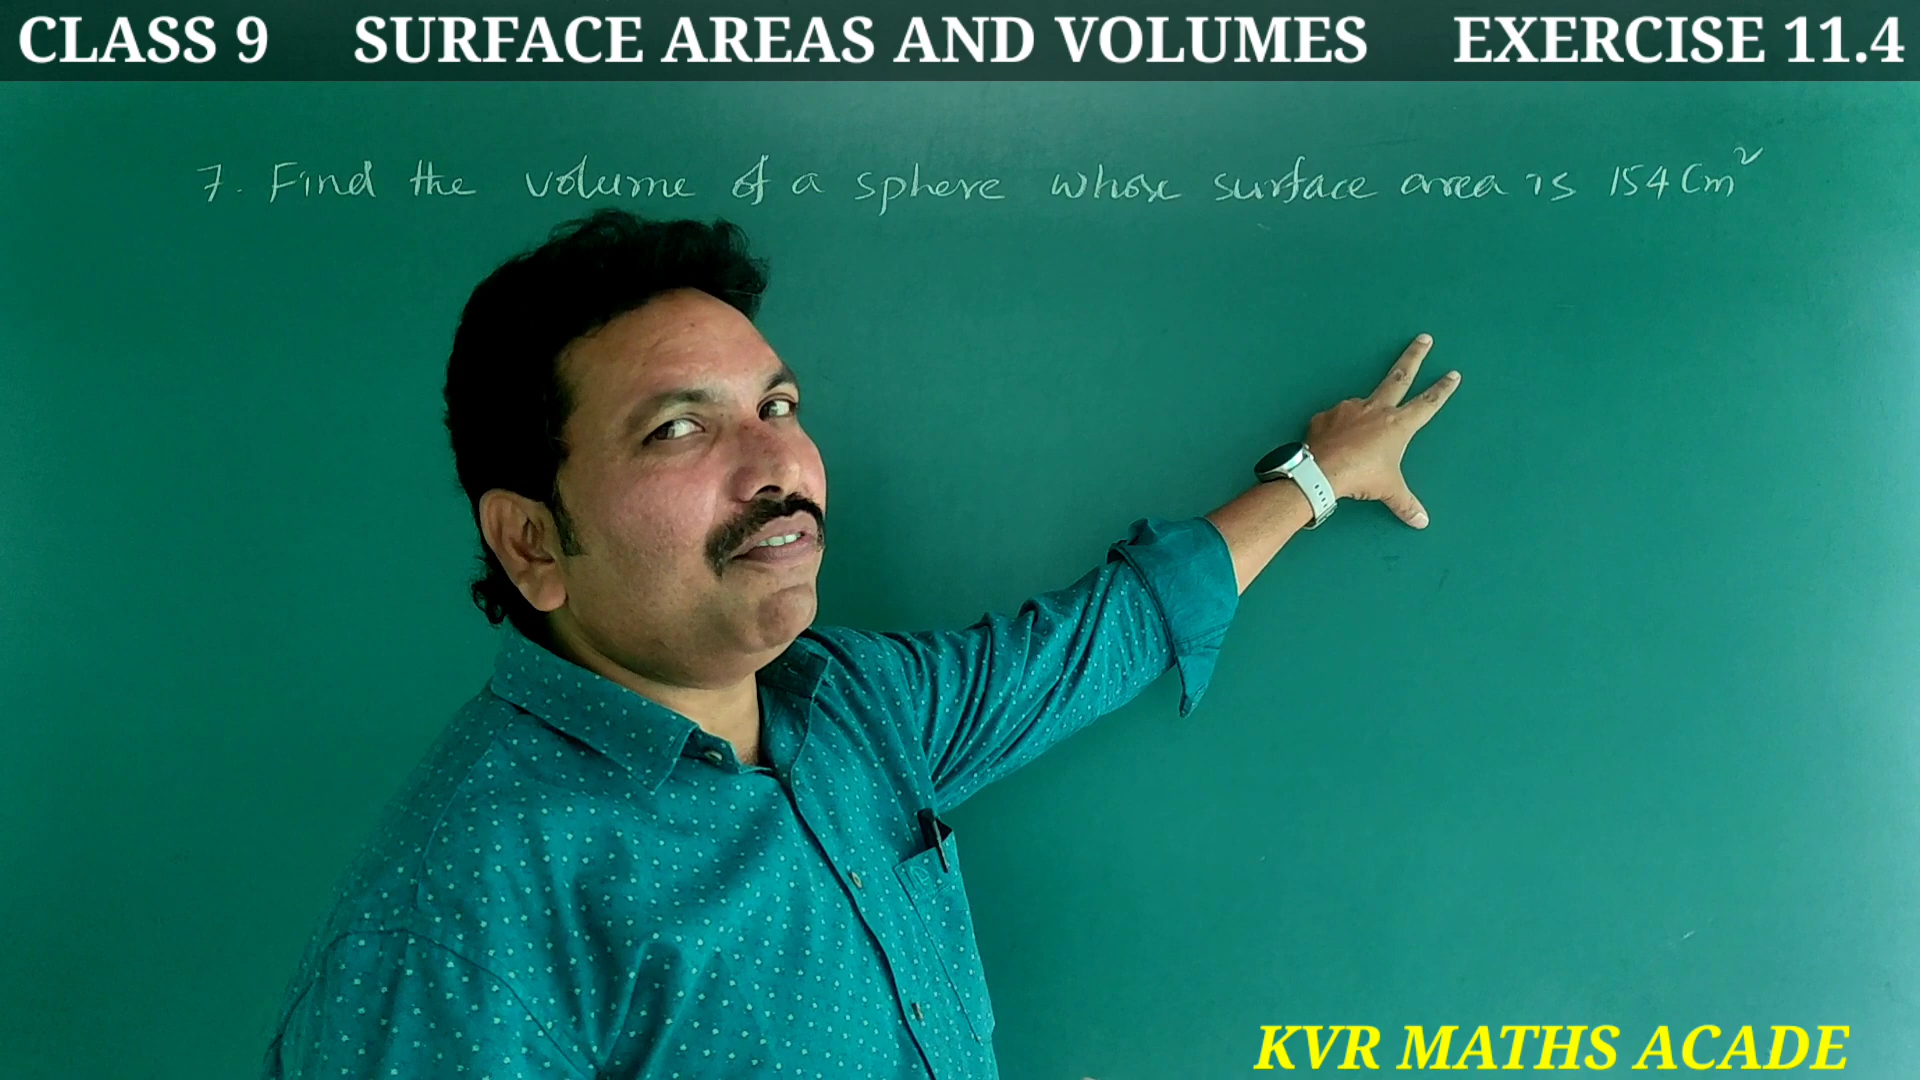 CLASS 9 SURFACE AREAS AND VOLUMES EXERCISE 11.4
7. Find the volume of a sphere whose surface area is 154 Cm²
KVR MATHS ACADE